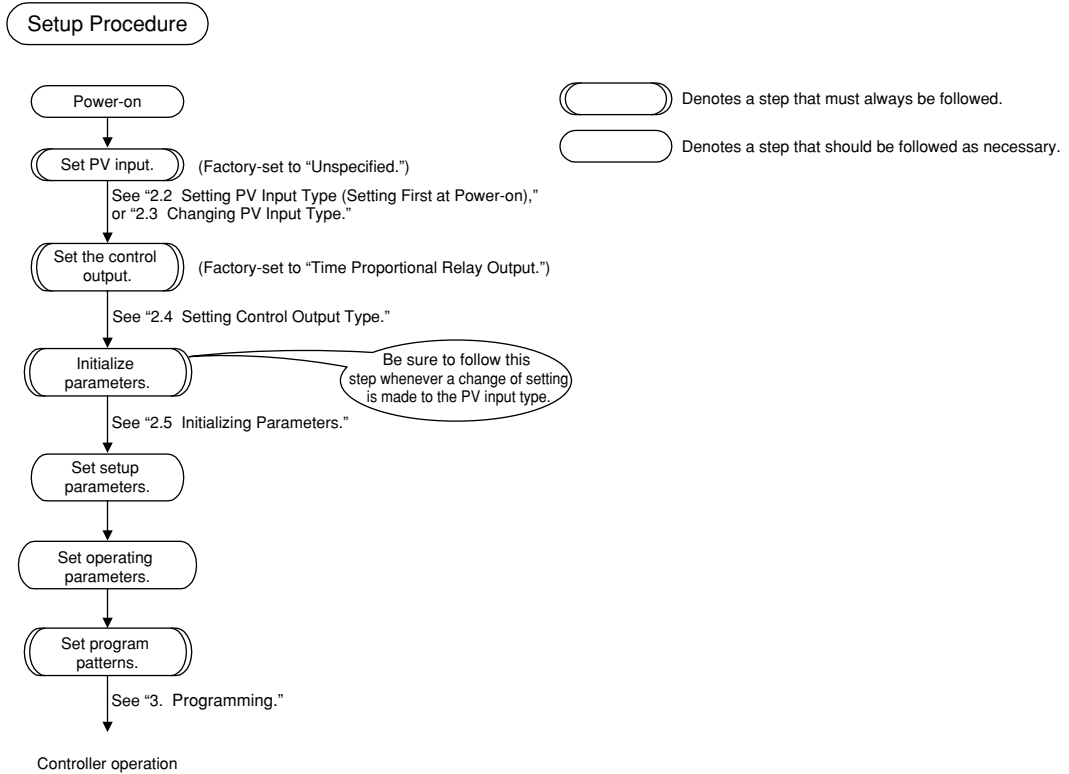 Setup Procedure
Power-on
Denotes a step that must always be followed.
Denotes a step that should be followed as necessary.
Set PV input.
(Factory-set to “Unspecified.”)
See “2.2 Setting PV Input Type (Setting First at Power-on),”
or “2.3 Changing PV Input Type.”
Set the control
output.
(Factory-set to “Time Proportional Relay Output.”)
See “2.4 Setting Control Output Type.”
Initialize
parameters.
Be sure to follow this
step whenever a change of setting
is made to the PV input type.
See “2.5 Initializing Parameters.”
Set setup
parameters.
Set operating
parameters.
Set program
patterns.
See “3. Programming.”
Controller operation